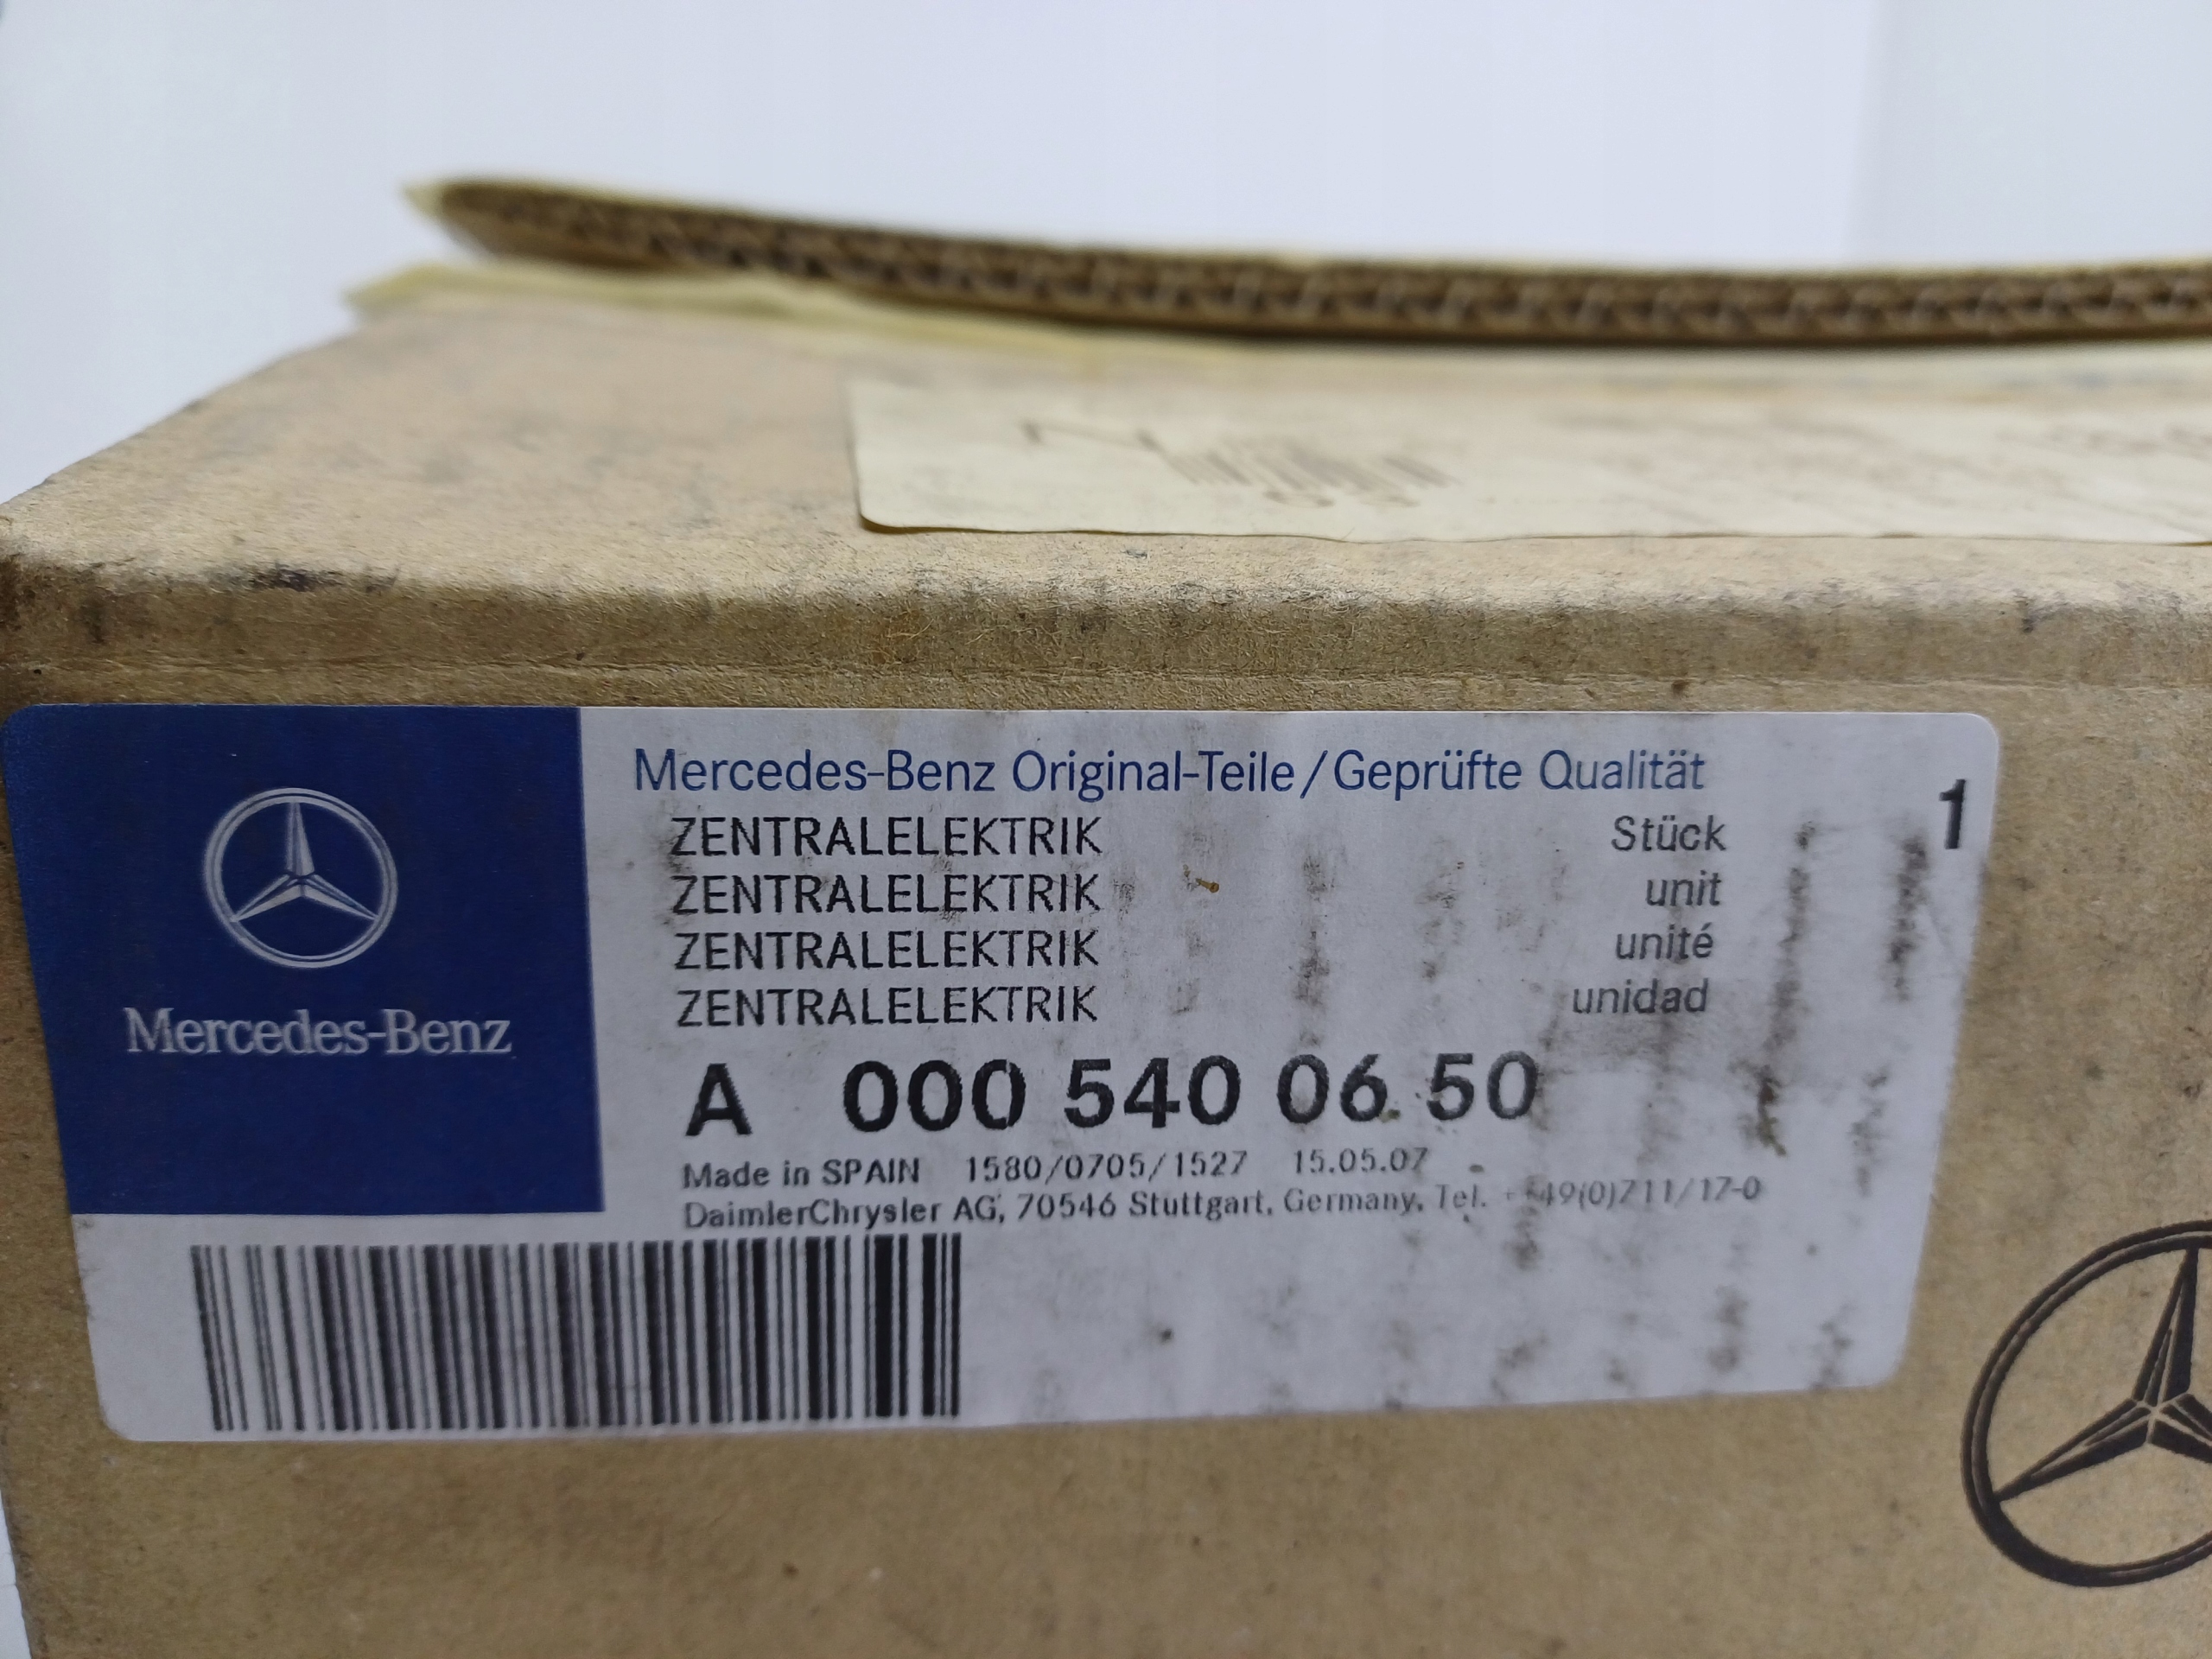 Mercedes-Benz
Mercedes-Benz Original-Teile/Geprüfte Qualität
ZENTRALELEKTRIK Stück 1
ZENTRALELEKTRIK unit
ZENTRALELEKTRIK unité
ZENTRALELEKTRIK unidad
A 000 540 06 50
Made in SPAIN 1580/0705/1527 15.05.07
DaimlerChrysler AG, 70546 Stuttgart, Germany, Tel. ++49(0)711/17-0